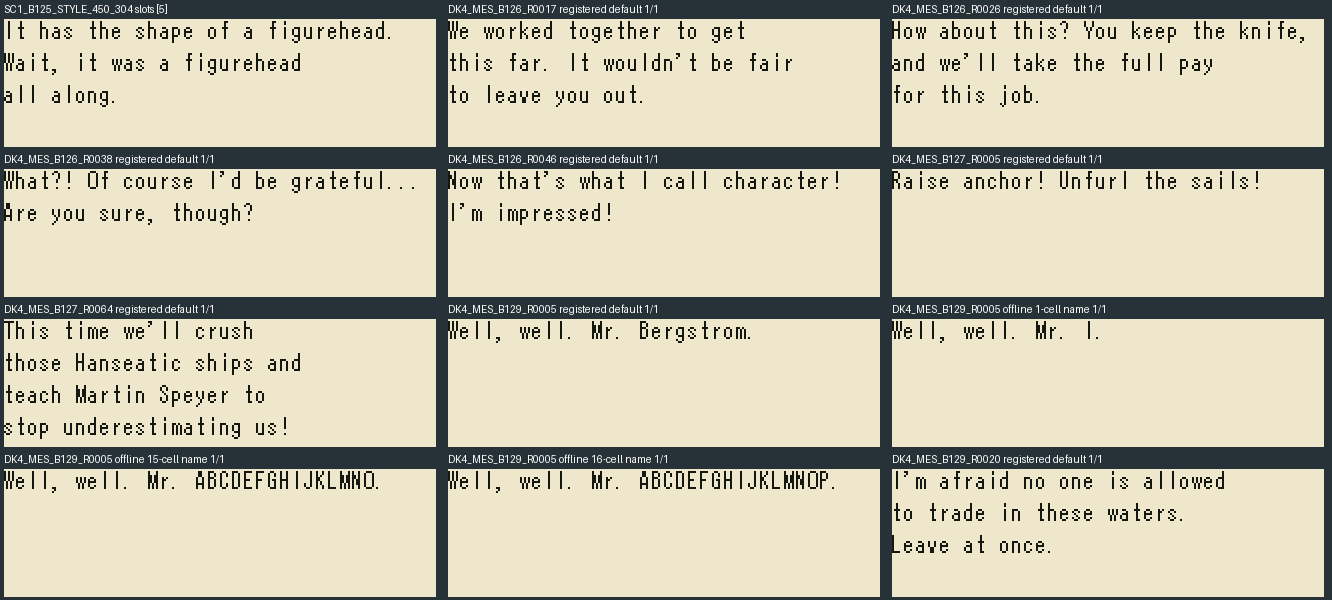 SC1_B125_STYLE_450_304 slots [5]
It has the shape of a figurehead.
Wait, it was a figurehead
all along.
DK4_MES_B126_R0017 registered default 1/1
We worked together to get
this far. It wouldn't be fair
to leave you out.
DK4_MES_B126_R0026 registered default 1/1
How about this? You keep the knife,
and we'll take the full pay
for this job.
DK4_MES_B126_R0038 registered default 1/1
What?! Of course I'd be grateful...
Are you sure, though?
DK4_MES_B126_R0046 registered default 1/1
Now that's what I call character!
I'm impressed!
DK4_MES_B127_R0005 registered default 1/1
Raise anchor! Unfurl the sails!
DK4_MES_B127_R0064 registered default 1/1
This time we'll crush
those Hanseatic ships and
teach Martin Speyer to
stop underestimating us!
DK4_MES_B129_R0005 registered default 1/1
Well, well. Mr. Bergstrom.
DK4_MES_B129_R0005 offline 1-cell name 1/1
Well, well. Mr. I.
DK4_MES_B129_R0005 offline 15-cell name 1/1
Well, well. Mr. ABCDEFGHIJKLMNO.
DK4_MES_B129_R0005 offline 16-cell name 1/1
Well, well. Mr. ABCDEFGHIJKLMNOP.
DK4_MES_B129_R0020 registered default 1/1
I'm afraid no one is allowed
to trade in these waters.
Leave at once.